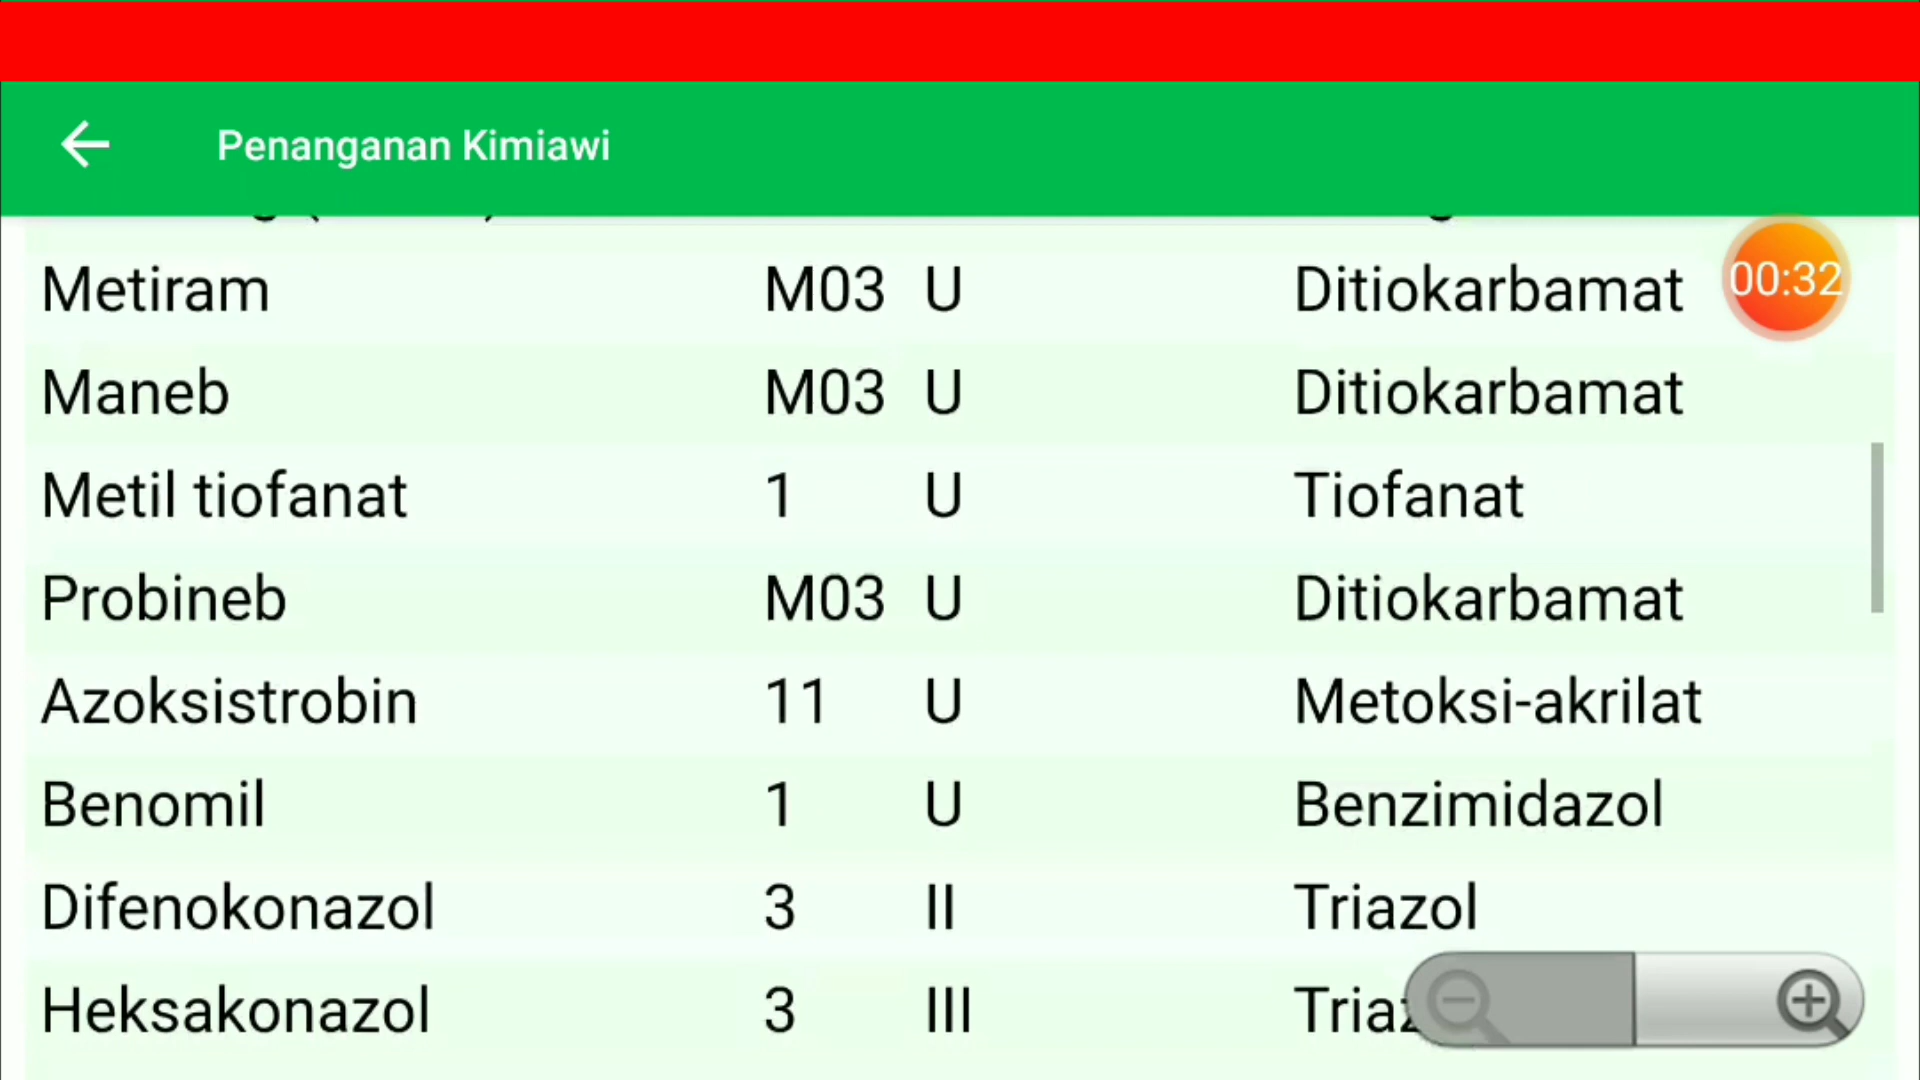 Penanganan Kimiawi
Metiram M03 U Ditiokarbamat
00:32
Maneb M03 U Ditiokarbamat
Metil tiofanat 1 U Tiofanat
Probineb M03 U Ditiokarbamat
Azoksistrobin 11 U Metoksi-akrilat
Benomil 1 U Benzimidazol
Difenokonazol 3 II Triazol
Heksakonazol 3 III